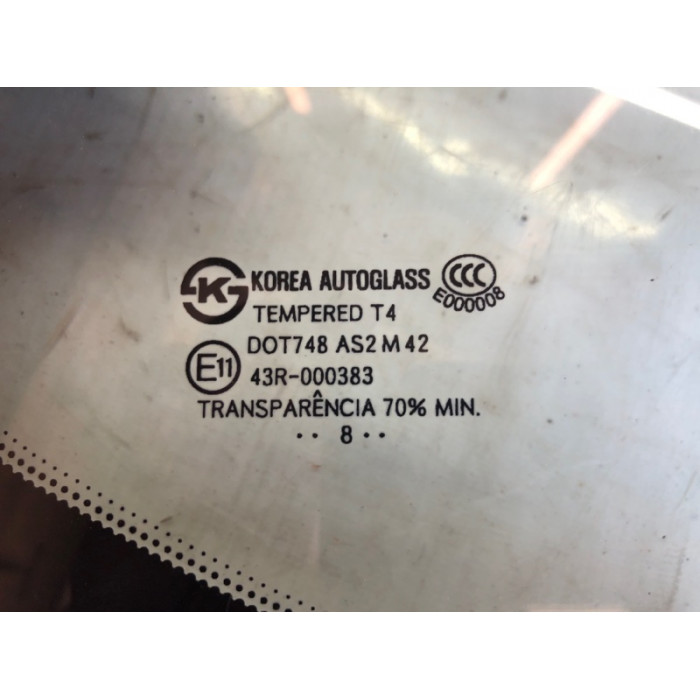 K KOREA AUTOGLASS CCC
E000008
TEMPERED T4
DOT748 AS2 M 42
E11 43R-000383
TRANSPARÊNCIA 70% MIN.
·· 8 ··